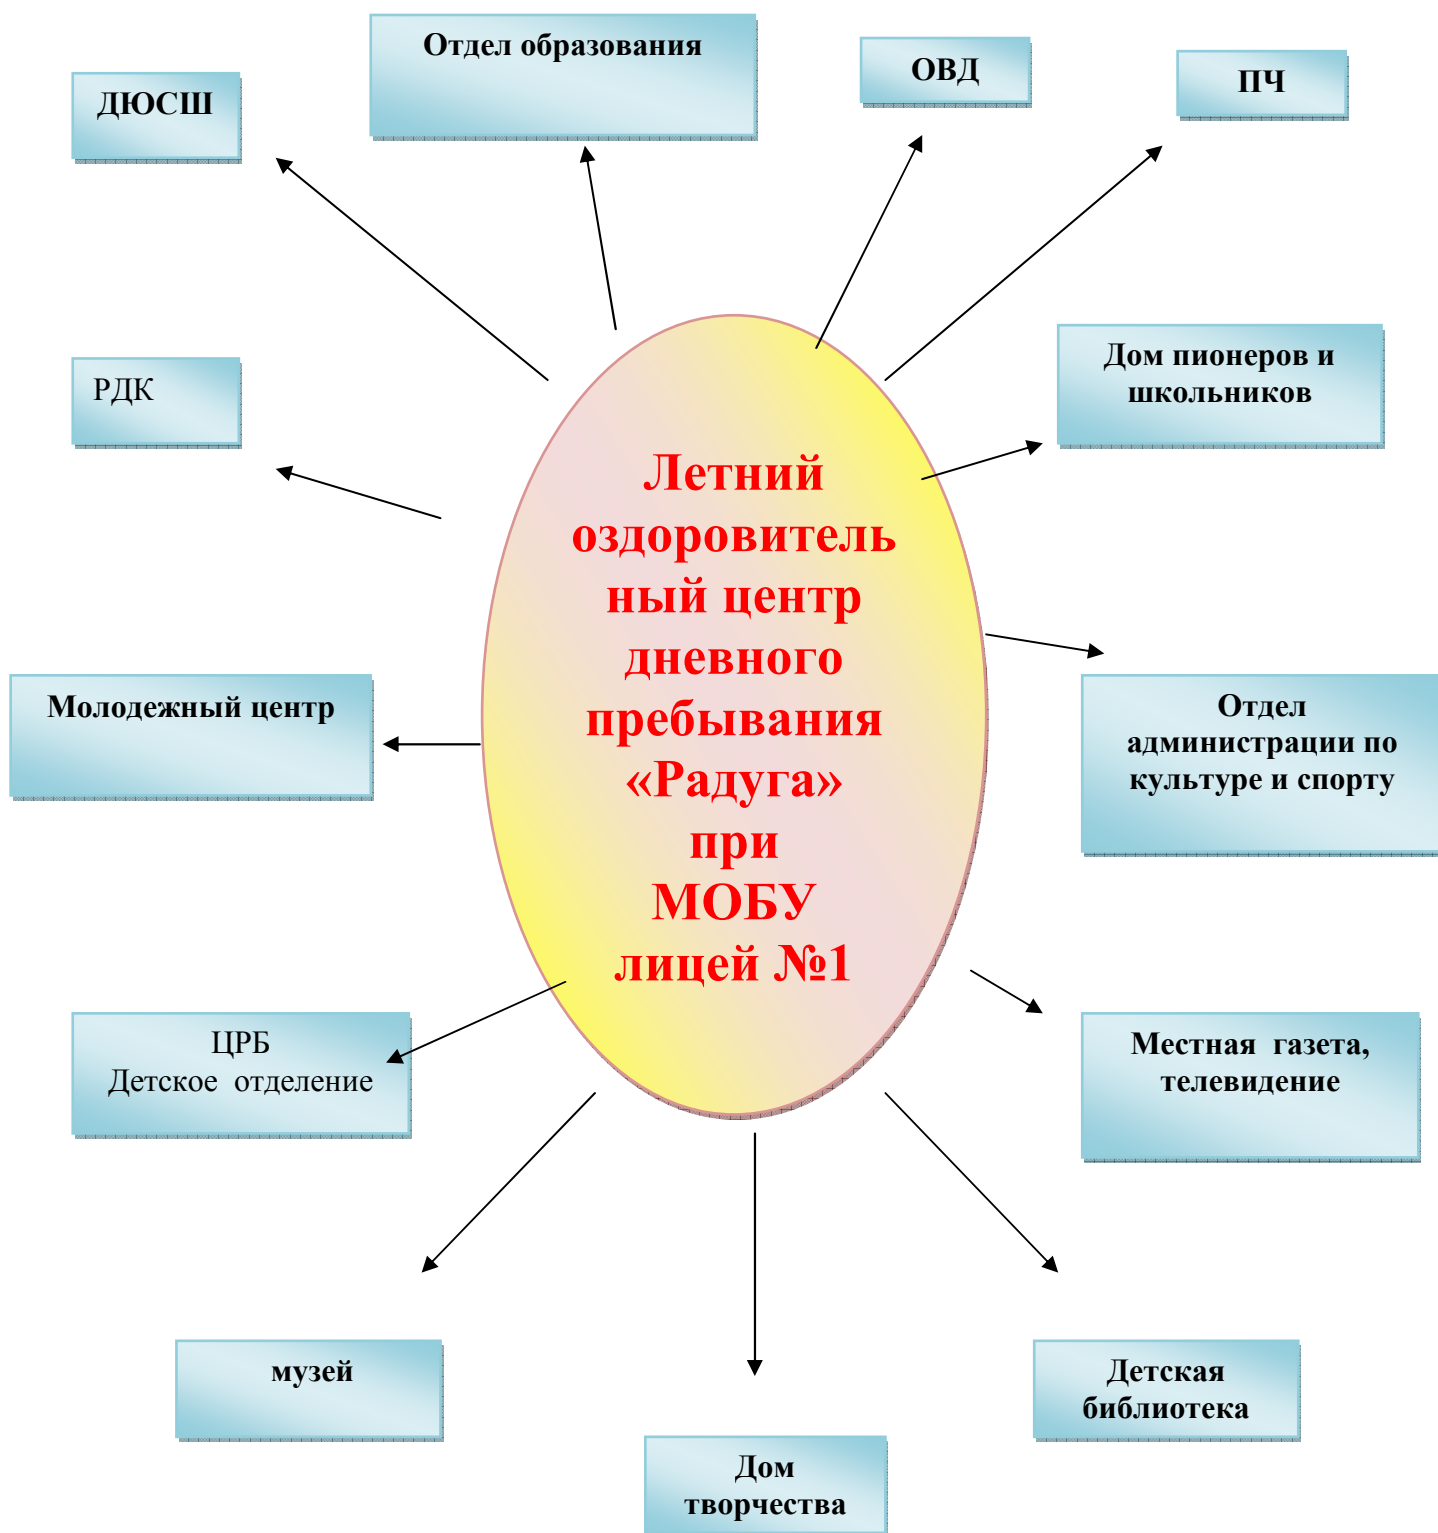 Отдел образования
ОВД
ПЧ
ДЮСШ
Дом пионеров и
школьников
РДК
Летний
оздоровитель
ный центр
дневного
пребывания
«Радуга»
при
МОБУ
лицей №1
Молодежный центр
Отдел
администрации по
культуре и спорту
ЦРБ
Детское отделение
Местная газета,
телевидение
музей
Детская
библиотека
Дом
творчества